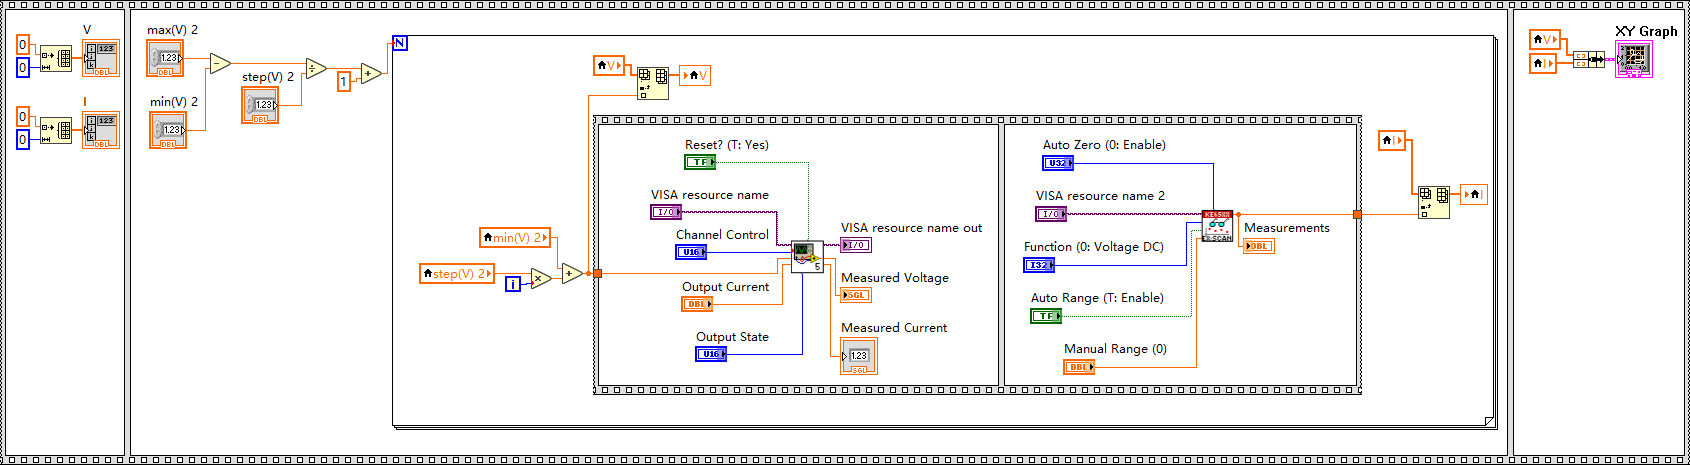 V
0
0
123
DBL
I
0
0
123
DBL
max(V) 2
1.23
DBL
min(V) 2
1.23
DBL
step(V) 2
1.23
DBL
1
N
V
V
min(V) 2
step(V) 2
i
Reset? (T: Yes)
TF
VISA resource name
I/O
Channel Control
U16
Output Current
DBL
Output State
U16
5
VISA resource name out
I/O
Measured Voltage
SGL
Measured Current
1.23
SGL
Auto Zero (0: Enable)
U32
VISA resource name 2
I/O
Function (0: Voltage DC)
I32
Auto Range (T: Enable)
TF
Manual Range (0)
DBL
EX-SCAN
Measurements
DBL
I
I
V
I
XY Graph